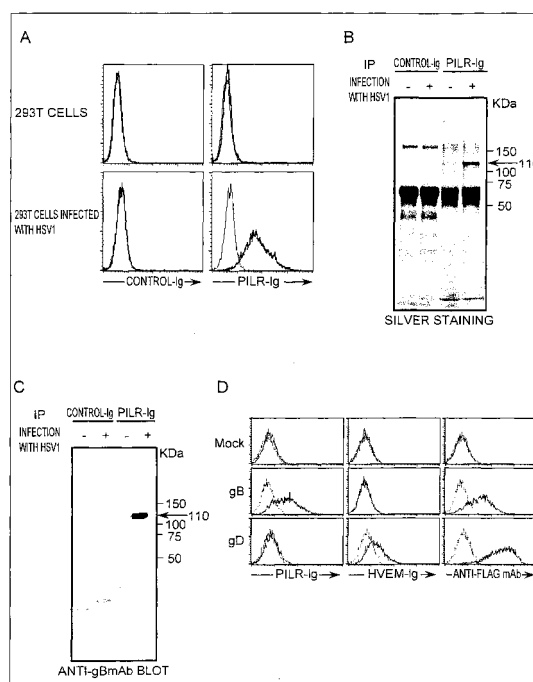 A
293T CELLS
293T CELLS INFECTED
WITH HSV1
CONTROL-Ig
PILR-Ig
B
IP
CONTROL-Ig PILR-Ig
INFECTION
WITH HSV1
- + - +
KDa
150
110
100
75
50
SILVER STAINING
C
IP
CONTROL-Ig PILR-Ig
INFECTION
WITH HSV1
- + - +
KDa
150
110
100
75
50
ANTI-gBmAb BLOT
D
Mock
gB
gD
PILR-Ig
HVEM-Ig
ANTI-FLAG mAb